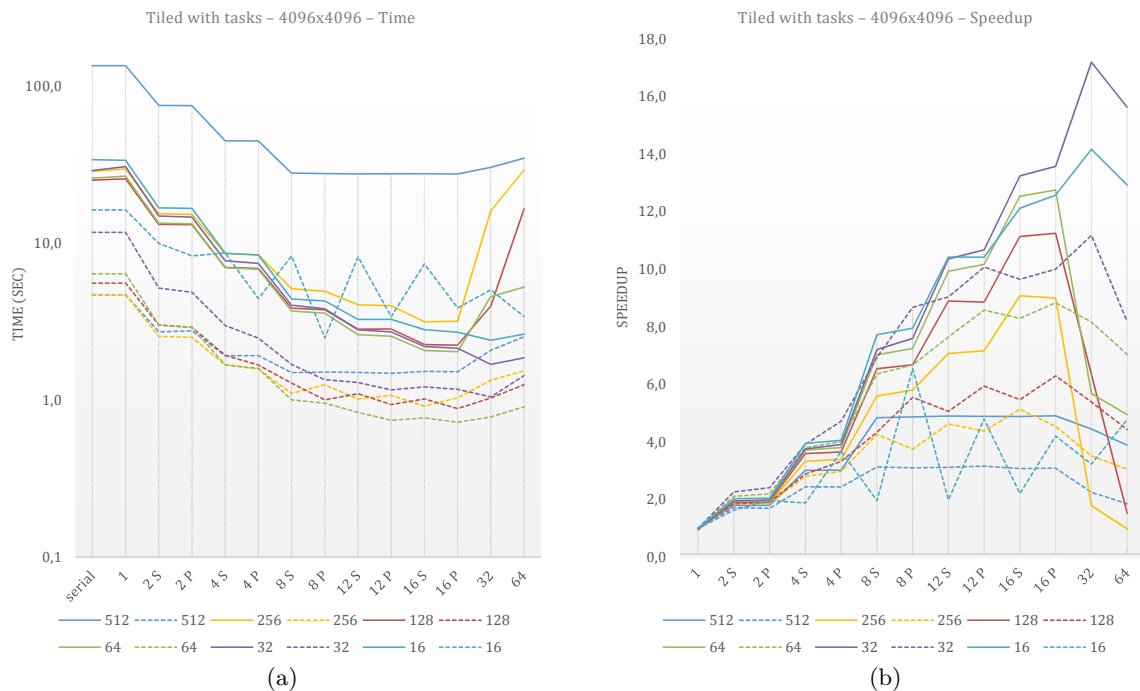 Tiled with tasks – 4096x4096 – Time
100,0
10,0
1,0
0,1
TIME (SEC)
serial
1
2 S
2 P
4 S
4 P
8 S
8 P
12 S
12 P
16 S
16 P
32
64
512 512 256 256 128 128
64 64 32 32 16 16
(a)
Tiled with tasks – 4096x4096 – Speedup
18,0
16,0
14,0
12,0
10,0
8,0
6,0
4,0
2,0
0,0
SPEEDUP
1
2 S
2 P
4 S
4 P
8 S
8 P
12 S
12 P
16 S
16 P
32
64
512 512 256 256 128 128
64 64 32 32 16 16
(b)